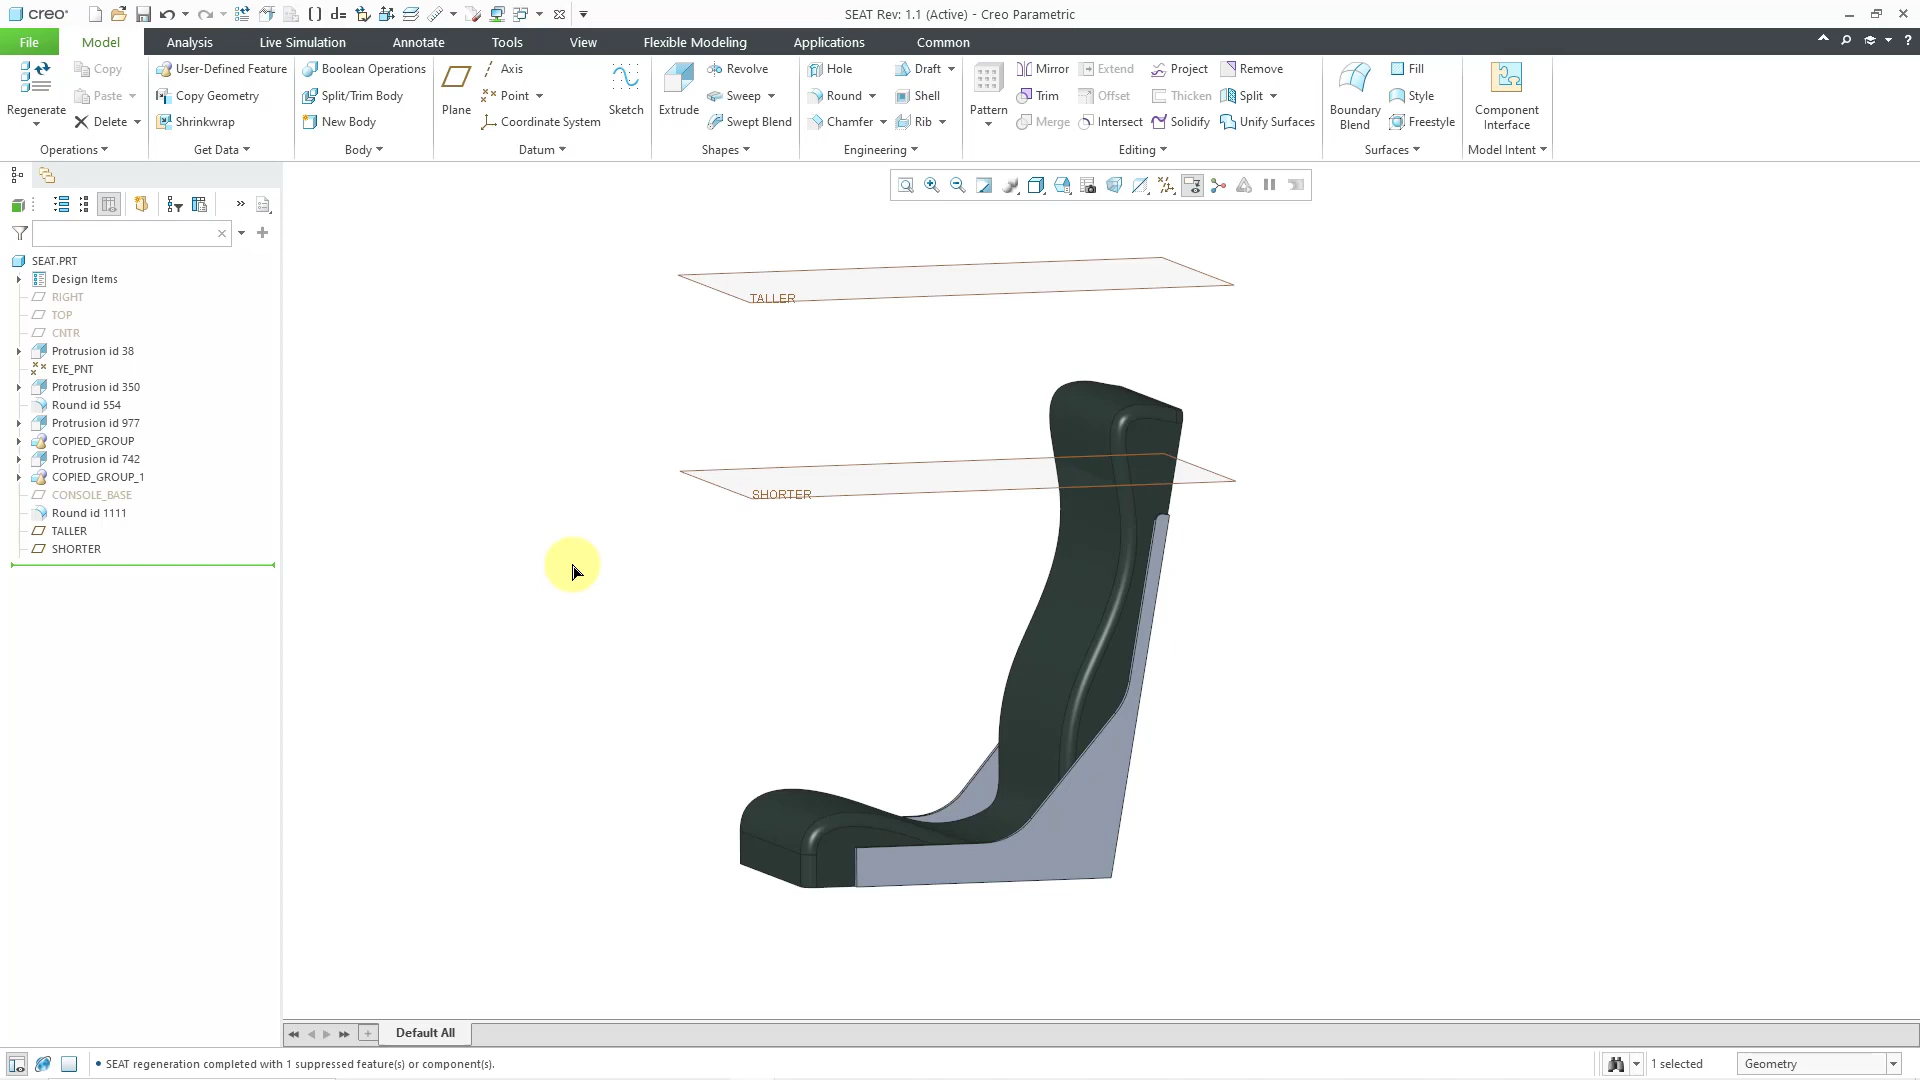 creo
SEAT Rev: 1.1 (Active) - Creo Parametric
File Model Analysis Live Simulation Annotate Tools View Flexible Modeling Applications Common
Regenerate
Copy
Paste
Delete
Operations
User-Defined Feature
Copy Geometry
Shrinkwrap
Get Data
Boolean Operations
Split/Trim Body
New Body
Body
Plane
Axis
Point
Coordinate System
Sketch
Datum
Extrude
Revolve
Sweep
Swept Blend
Shapes
Hole
Round
Chamfer
Draft
Shell
Rib
Engineering
Pattern
Mirror
Trim
Merge
Extend
Offset
Intersect
Project
Thicken
Solidify
Remove
Split
Unify Surfaces
Editing
Boundary
Blend
Fill
Style
Freestyle
Surfaces
Component
Interface
Model Intent
SEAT.PRT
Design Items
RIGHT
TOP
CNTR
Protrusion id 38
EYE_PNT
Protrusion id 350
Round id 554
Protrusion id 977
COPIED_GROUP
Protrusion id 742
COPIED_GROUP_1
CONSOLE_BASE
Round id 1111
TALLER
SHORTER
TALLER
SHORTER
Default All
• SEAT regeneration completed with 1 suppressed feature(s) or component(s).
1 selected
Geometry